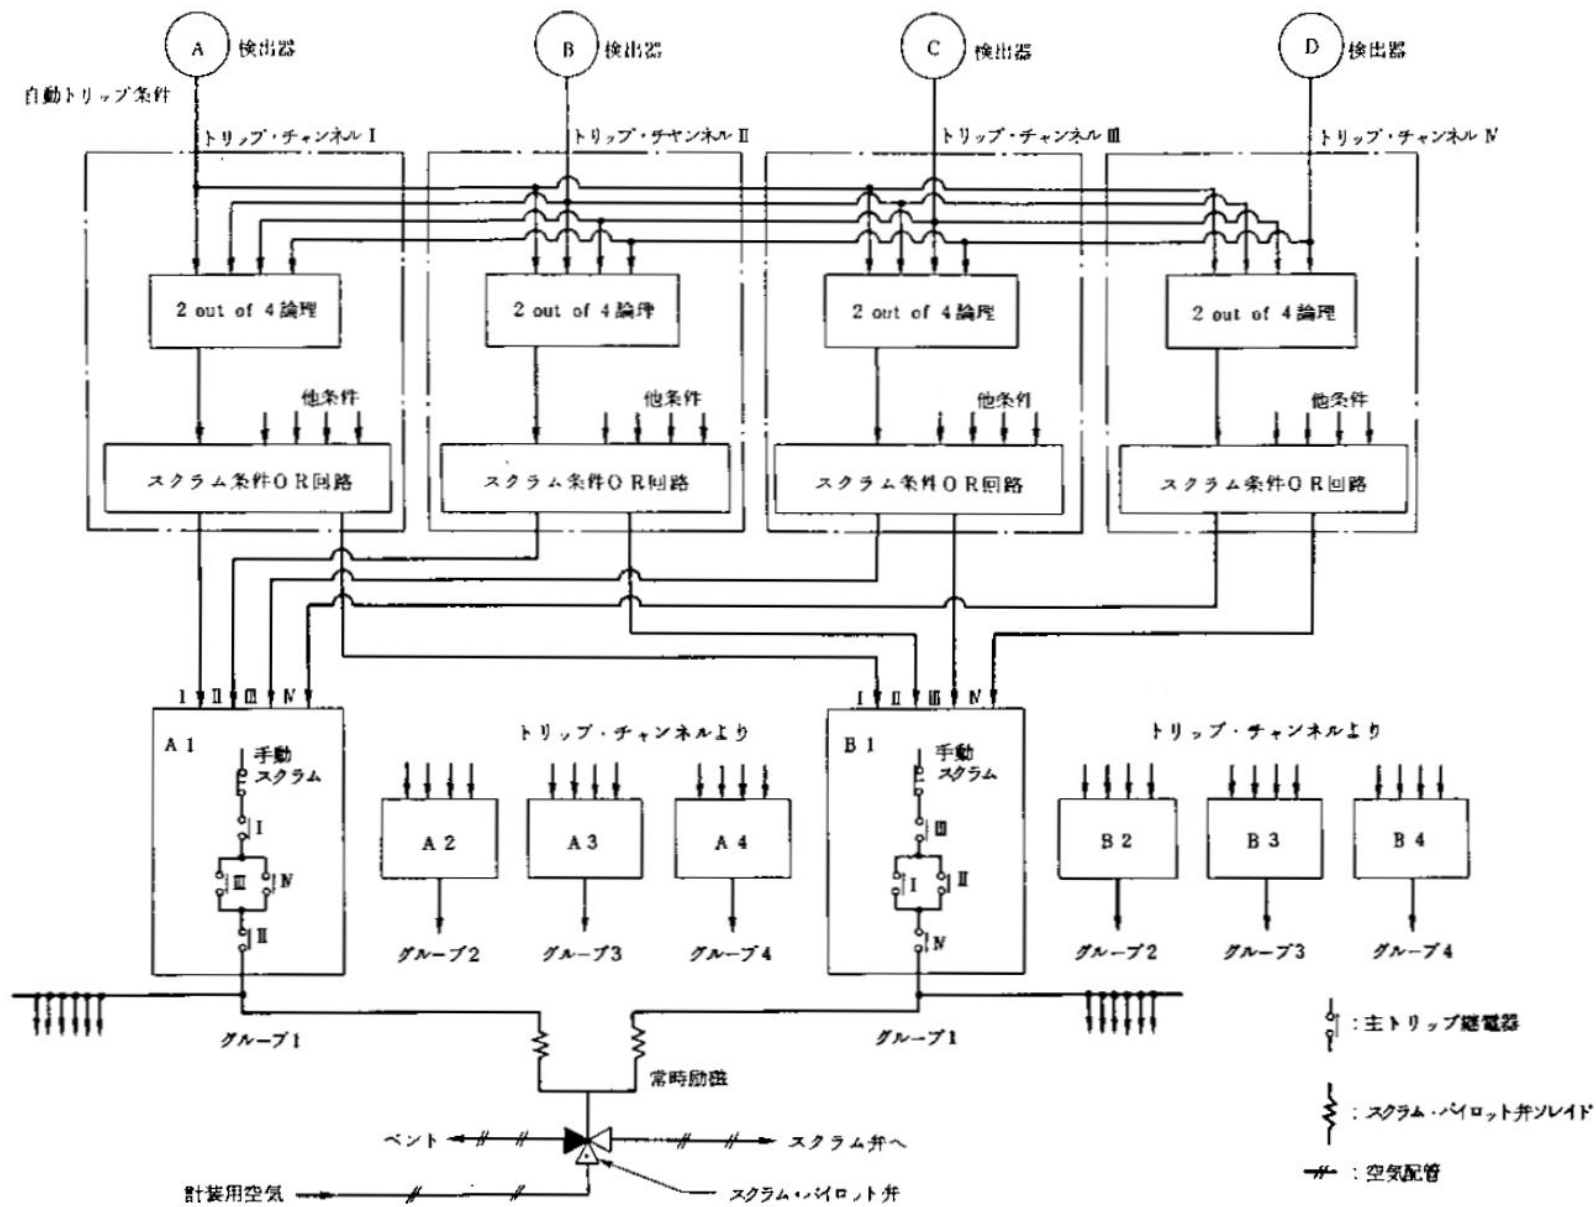 A 検出器
B 検出器
C 検出器
D 検出器
自動トリップ条件
トリップ・チャンネル I
トリップ・チャンネル II
トリップ・チャンネル III
トリップ・チャンネル IV
2 out of 4論理
2 out of 4論理
2 out of 4論理
2 out of 4論理
他条件
他条件
他条件
他条件
スクラム条件OR回路
スクラム条件OR回路
スクラム条件OR回路
スクラム条件OR回路
I II III IV
I II III IV
A1
手動
スクラム
I
III IV
II
トリップ・チャンネルより
A2
A3
A4
グループ2
グループ3
グループ4
B1
手動
スクラム
III
I II
IV
トリップ・チャンネルより
B2
B3
B4
グループ2
グループ3
グループ4
グループ1
グループ1
常時励磁
ベント
スクラム弁へ
計装用空気
スクラム・パイロット弁
:主トリップ継電器
:スクラム・パイロット弁ソレイド
:空気配管